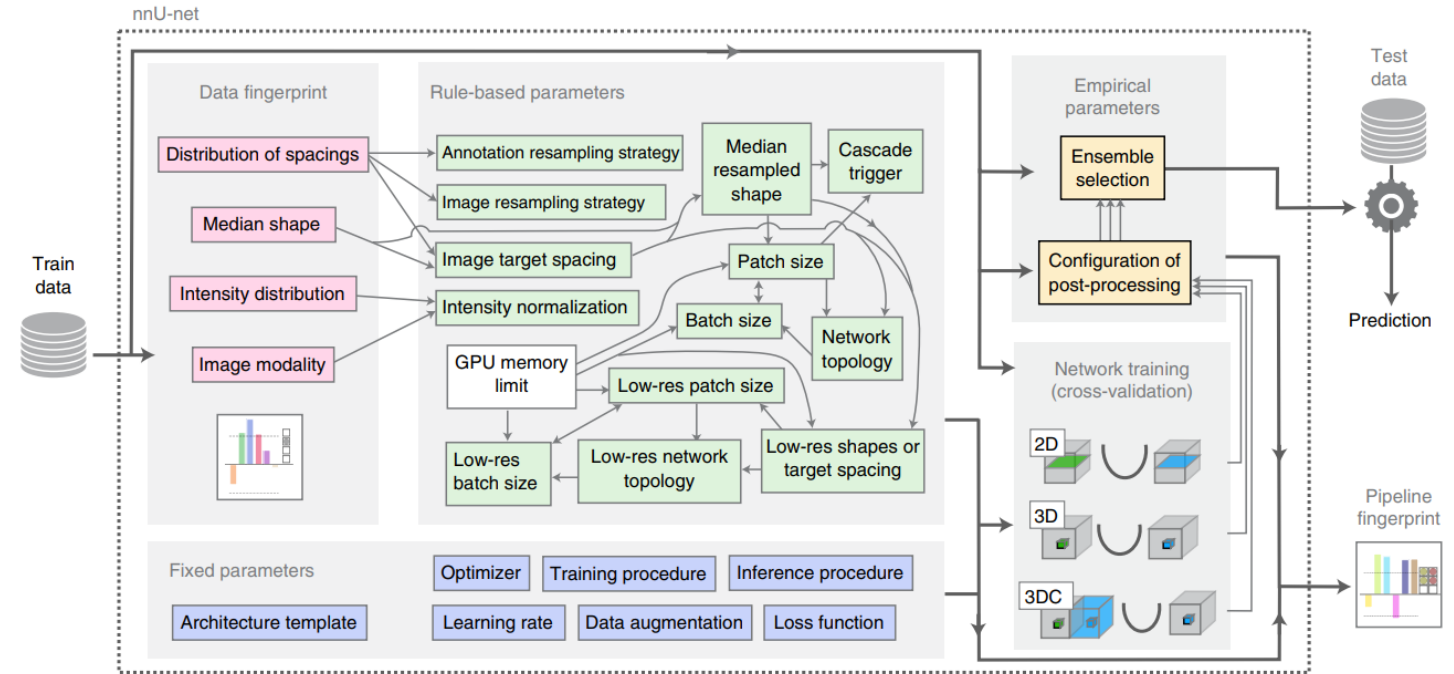 nnU-net
Train
data
Data fingerprint
Distribution of spacings
Median shape
Intensity distribution
Image modality
Rule-based parameters
Annotation resampling strategy
Image resampling strategy
Image target spacing
Intensity normalization
Median
resampled
shape
Cascade
trigger
Patch size
Batch size
Network
topology
GPU memory
limit
Low-res patch size
Low-res
batch size
Low-res network
topology
Low-res shapes or
target spacing
Fixed parameters
Architecture template
Optimizer
Training procedure
Inference procedure
Learning rate
Data augmentation
Loss function
Empirical
parameters
Ensemble
selection
Configuration of
post-processing
Network training
(cross-validation)
2D
3D
3DC
Test
data
Prediction
Pipeline
fingerprint